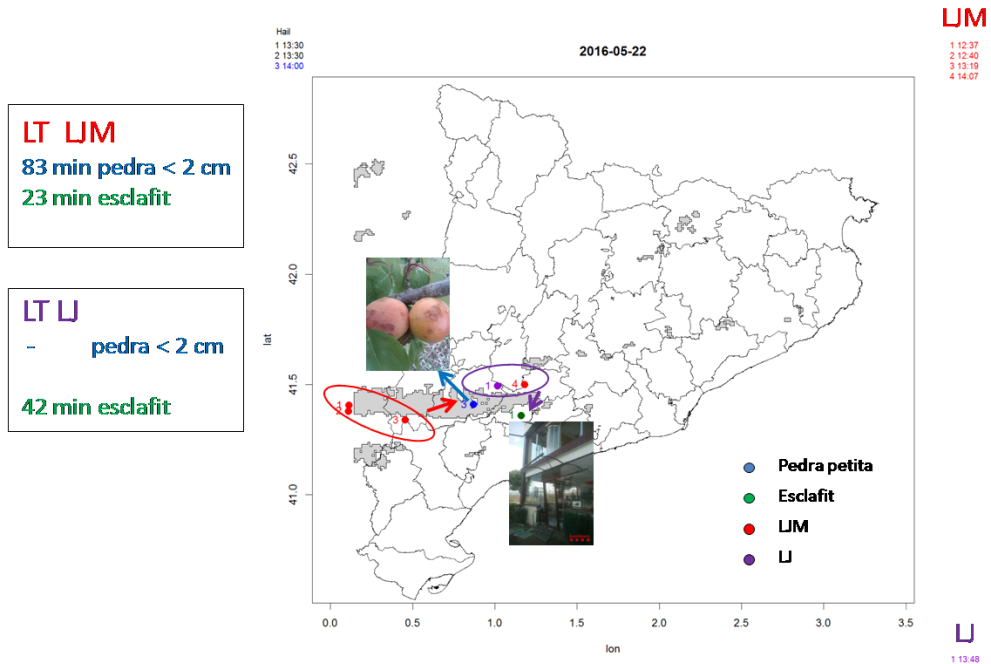 LJM
1 12:37
2 12:40
3 13:19
4 14:07
Hail
1 13:30
2 13:30
3 14:00
2016-05-22
LT LJM
83 min pedra < 2 cm
23 min esclafit
LT LJ
- pedra < 2 cm
42 min esclafit
lat
42.5
42.0
41.5
41.0
1
2
3
3
1
4
1
Pedra petita
Esclafit
LJM
LJ
0.0 0.5 1.0 1.5 2.0 2.5 3.0 3.5
lon
LJ
1 13:48